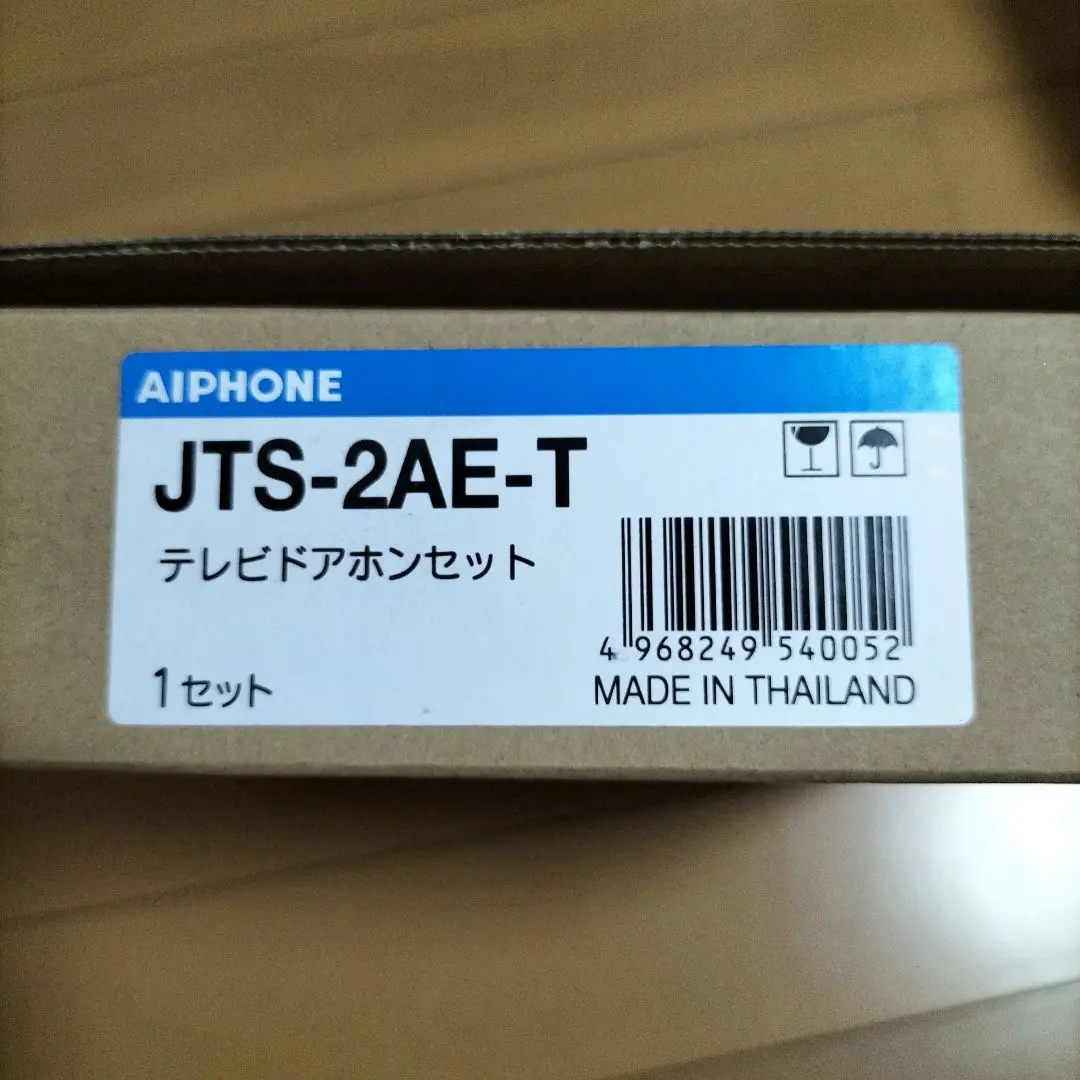 AIPHONE
JTS-2AE-T
テレビドアホンセット
4 968249 540052
1セット
MADE IN THAILAND